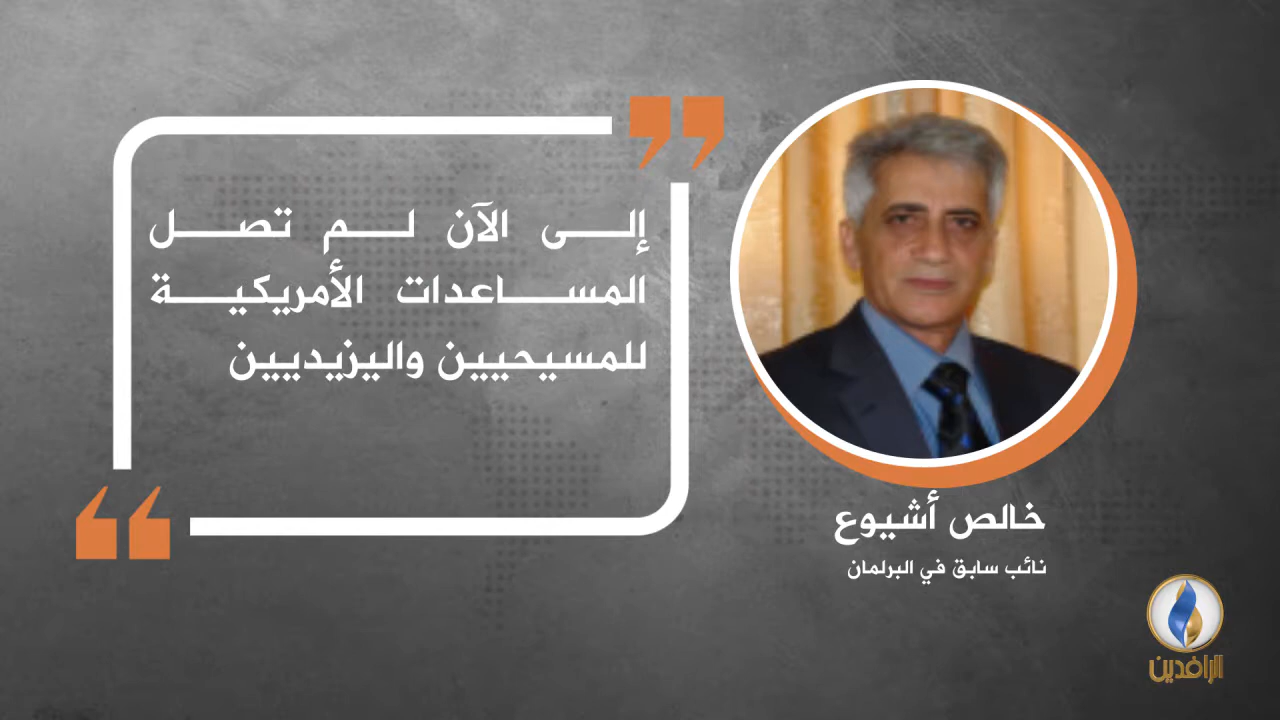 إلى الآن لم تصل
المساعدات الأمريكية
للمسيحيين واليزيديين
خالص أشيوع
نائب سابق في البرلمان
الرافدين